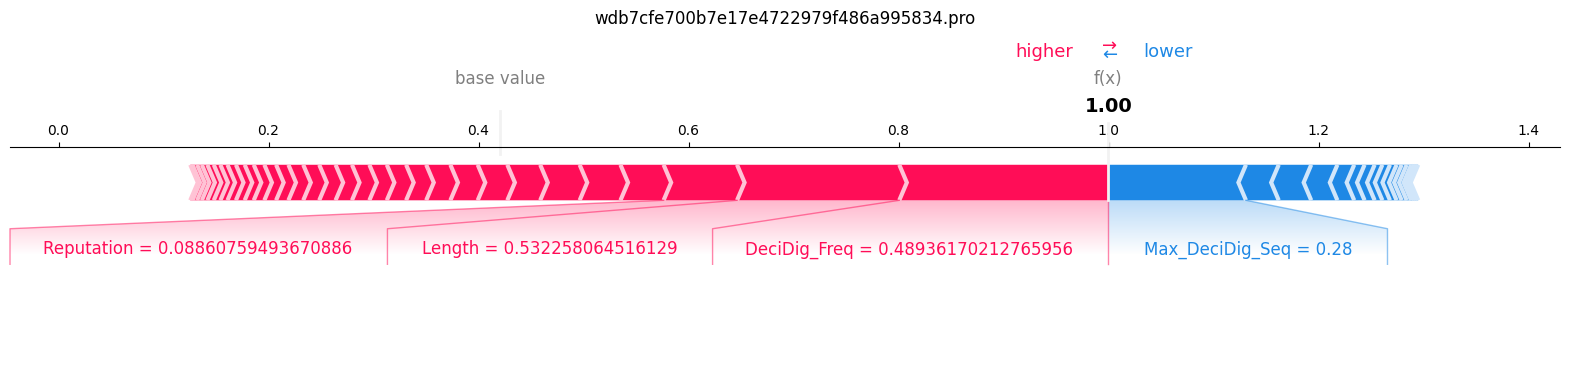 wdb7cfe700b7e17e4722979f486a995834.pro
higher → ← lower
base value f(x)
1.00
0.0 0.2 0.4 0.6 0.8 1.0 1.2 1.4
Reputation = 0.08860759493670886 Length = 0.532258064516129 DeciDig_Freq = 0.48936170212765956 Max_DeciDig_Seq = 0.28